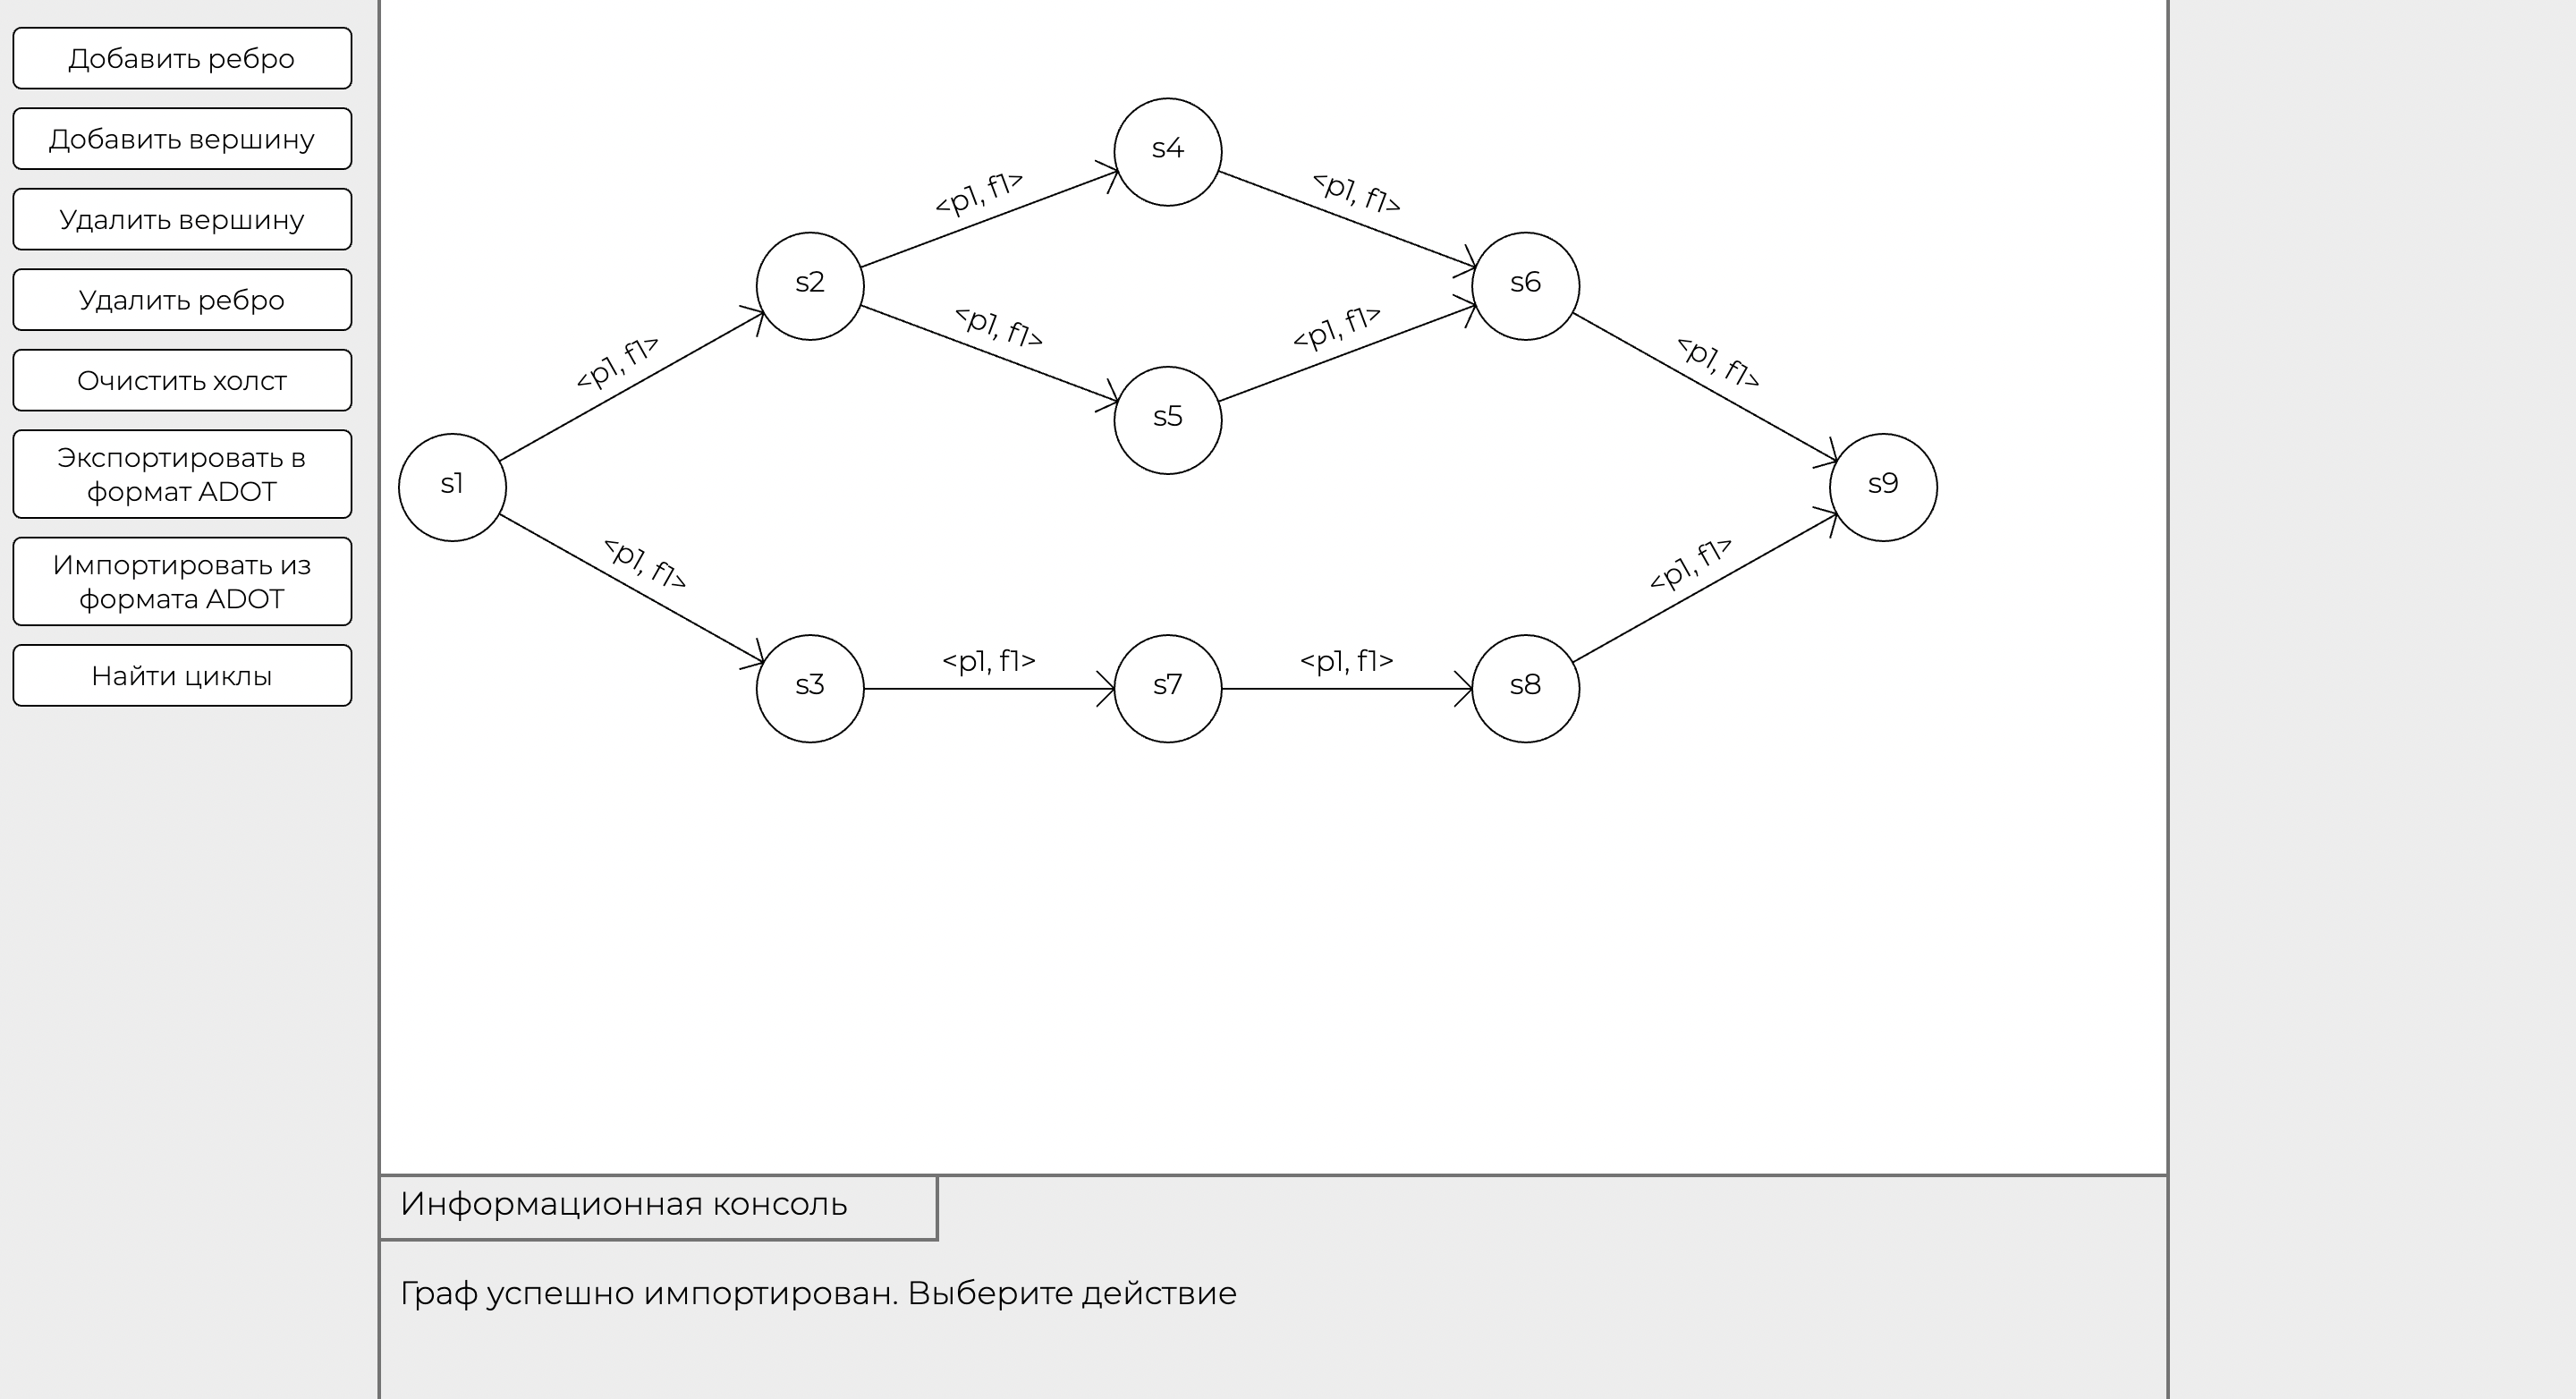 Добавить ребро
Добавить вершину
Удалить вершину
Удалить ребро
Очистить холст
Экспортировать в
формат ADOT
Импортировать из
формата ADOT
Найти циклы
s4
<p1, f1>
<p1, f1>
s2
s6
<p1, f1>
<p1, f1>
<p1, f1>
<p1, f1>
s5
s1
s9
<p1, f1>
<p1, f1>
s3
<p1, f1>
s7
<p1, f1>
s8
Информационная консоль
Граф успешно импортирован. Выберите действие